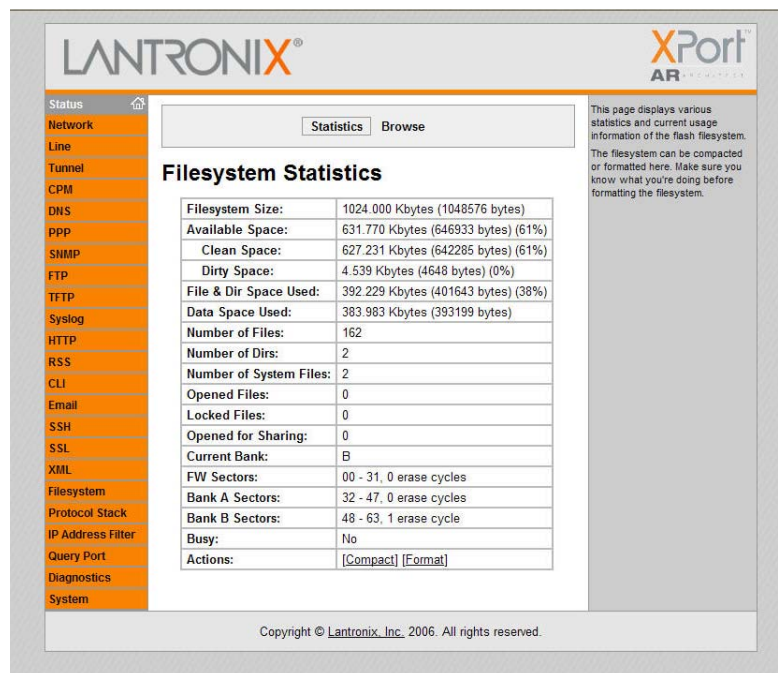 LANTRONIX®
XPort™
AR
Status
Network
Line
Tunnel
CPM
DNS
PPP
SNMP
FTP
TFTP
Syslog
HTTP
RSS
CLI
Email
SSH
SSL
XML
Filesystem
Protocol Stack
IP Address Filter
Query Port
Diagnostics
System
Statistics Browse
Filesystem Statistics
Filesystem Size: 1024.000 Kbytes (1048576 bytes)
Available Space: 631.770 Kbytes (646933 bytes) (61%)
Clean Space: 627.231 Kbytes (642285 bytes) (61%)
Dirty Space: 4.539 Kbytes (4648 bytes) (0%)
File & Dir Space Used: 392.229 Kbytes (401643 bytes) (38%)
Data Space Used: 383.983 Kbytes (393199 bytes)
Number of Files: 162
Number of Dirs: 2
Number of System Files: 2
Opened Files: 0
Locked Files: 0
Opened for Sharing: 0
Current Bank: B
FW Sectors: 00 - 31, 0 erase cycles
Bank A Sectors: 32 - 47, 0 erase cycles
Bank B Sectors: 48 - 63, 1 erase cycle
Busy: No
Actions: [Compact] [Format]
This page displays various
statistics and current usage
information of the flash filesystem.
The filesystem can be compacted
or formatted here. Make sure you
know what you're doing before
formatting the filesystem.
Copyright © Lantronix, Inc. 2006. All rights reserved.